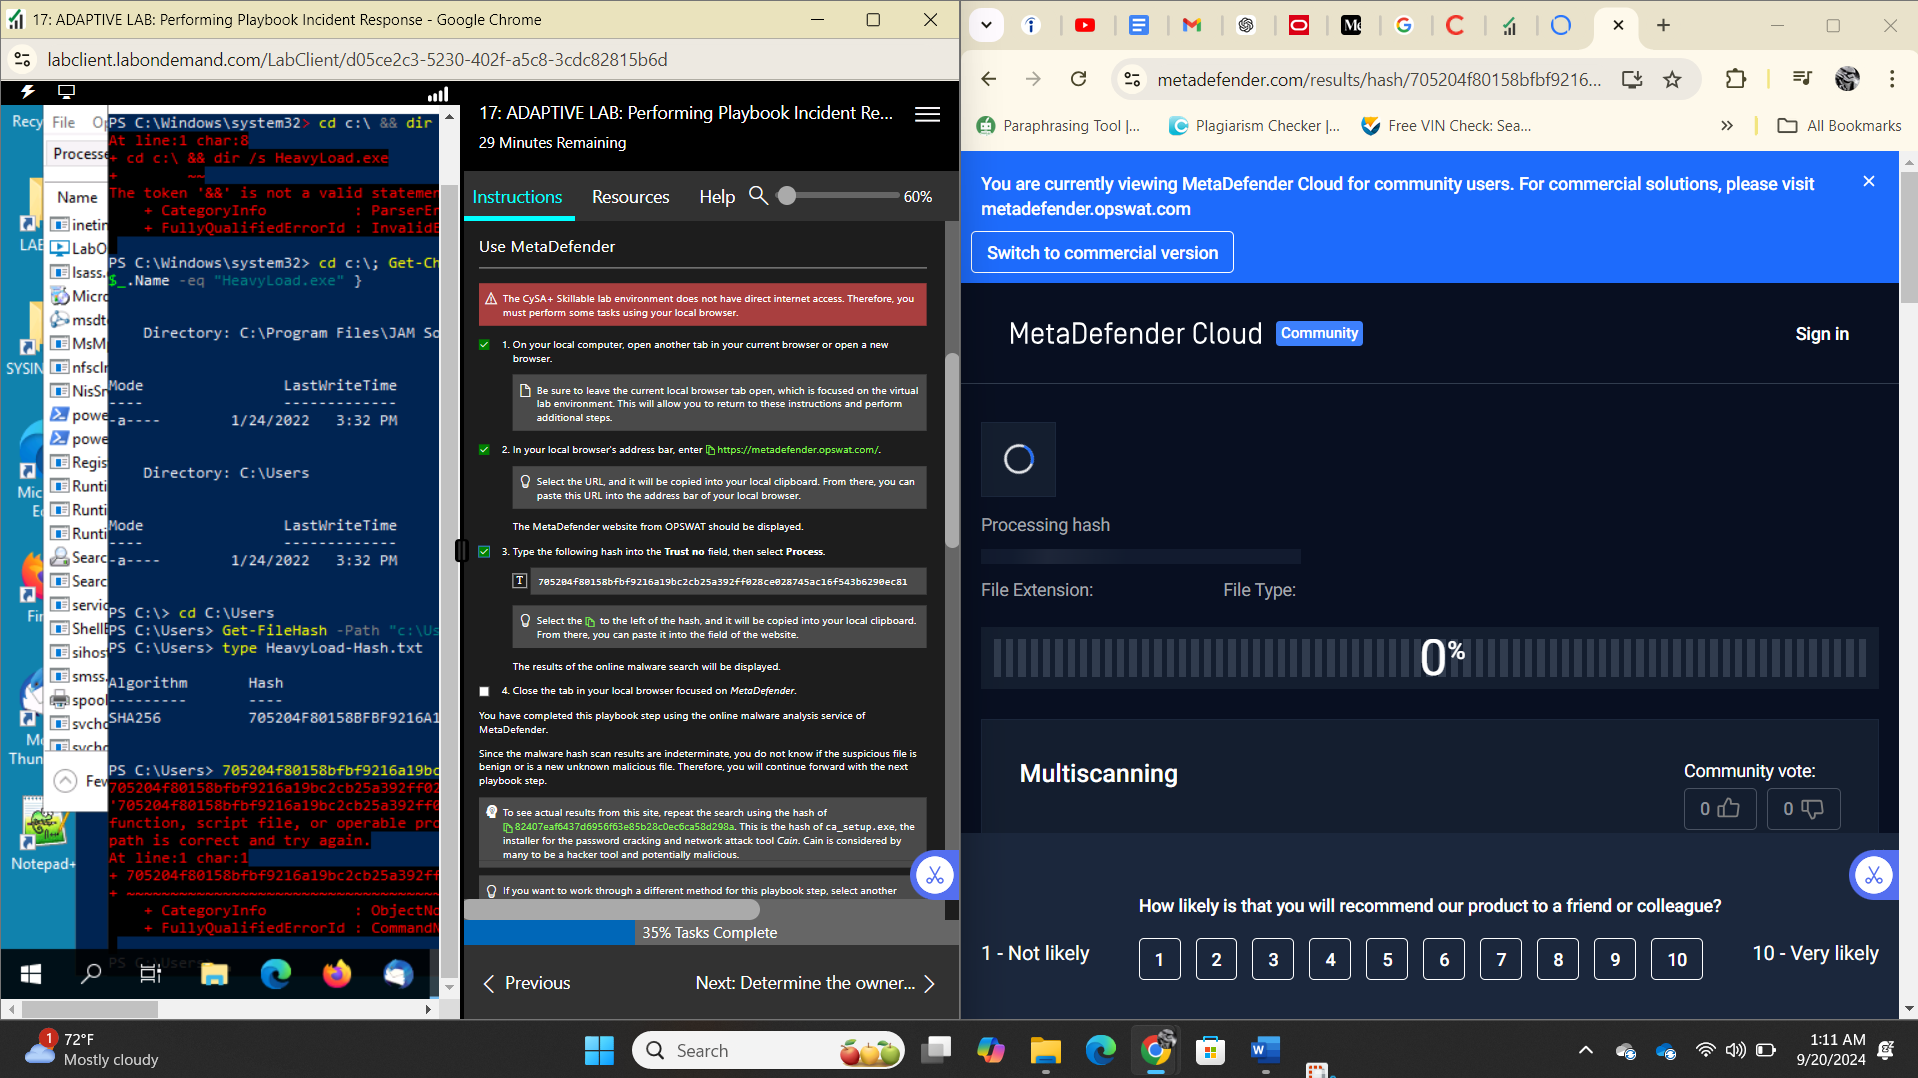 17: ADAPTIVE LAB: Performing Playbook Incident Response - Google Chrome
labclient.labondemand.com/LabClient/d05ce2c3-5230-402f-a5c8-3cdc82815b6d
File
Processe
Name
inetin
LabO
lsass.
Micro
msdt
MsM
nfsclr
NisSr
powe
powe
Regis
Runti
Runti
Runti
Searc
Searc
servic
ShellE
sihos
smss.
spool
svcho
svcho
Few
Recy
LAB
SYSIN
Mic
Fir
Mo
Thun
Notepad+
PS C:\Windows\system32> cd c:\ && dir
At line:1 char:8
+ cd c:\ && dir /s HeavyLoad.exe
+ ~~
The token '&&' is not a valid statemen
+ CategoryInfo : ParserEr
+ FullyQualifiedErrorId : InvalidE
PS C:\Windows\system32> cd c:\; Get-Ch
$_.Name -eq "HeavyLoad.exe" }
Directory: C:\Program Files\JAM So
Mode LastWriteTime
---- -------------
-a---- 1/24/2022 3:32 PM
Directory: C:\Users
Mode LastWriteTime
---- -------------
-a---- 1/24/2022 3:32 PM
PS C:\> cd C:\Users
PS C:\Users> Get-FileHash -Path "c:\Us
PS C:\Users> type HeavyLoad-Hash.txt
Algorithm Hash
--------- ----
SHA256 705204F80158BFBF9216A1
PS C:\Users> 705204f80158bfbf9216a19bc
705204f80158bfbf9216a19bc2cb25a392ff02
'705204f80158bfbf9216a19bc2cb25a392ff0
function, script file, or operable pro
path is correct and try again.
At line:1 char:1
+ 705204f80158bfbf9216a19bc2cb25a392ff
+ ~~~~~~~~~~~~~~~~~~~~~~~~~~~~~~~~~~~~
+ CategoryInfo : ObjectNo
+ FullyQualifiedErrorId : CommandN
PS C:\Users>
17: ADAPTIVE LAB: Performing Playbook Incident Re...
29 Minutes Remaining
Instructions Resources Help 60%
Use MetaDefender
The CySA+ Skillable lab environment does not have direct internet access. Therefore, you
must perform some tasks using your local browser.
1. On your local computer, open another tab in your current browser or open a new
browser.
Be sure to leave the current local browser tab open, which is focused on the virtual
lab environment. This will allow you to return to these instructions and perform
additional steps.
2. In your local browser's address bar, enter https://metadefender.opswat.com/.
Select the URL, and it will be copied into your local clipboard. From there, you can
paste this URL into the address bar of your local browser.
The MetaDefender website from OPSWAT should be displayed.
3. Type the following hash into the Trust no field, then select Process.
T 705204f80158bfbf9216a19bc2cb25a392ff028ce028745ac16f543b6290ec81
Select the to the left of the hash, and it will be copied into your local clipboard.
From there, you can paste it into the field of the website.
The results of the online malware search will be displayed.
4. Close the tab in your local browser focused on MetaDefender.
You have completed this playbook step using the online malware analysis service of
MetaDefender.
Since the malware hash scan results are indeterminate, you do not know if the suspicious file is
benign or is a new unknown malicious file. Therefore, you will continue forward with the next
playbook step.
To see actual results from this site, repeat the search using the hash of
82407eaf6437d6956f63e85b28c0ec6ca58d298a. This is the hash of ca_setup.exe, the
installer for the password cracking and network attack tool Cain. Cain is considered by
many to be a hacker tool and potentially malicious.
If you want to work through a different method for this playbook step, select another
35% Tasks Complete
Previous
Next: Determine the owner...
metadefender.com/results/hash/705204f80158bfbf9216...
Paraphrasing Tool |...
Plagiarism Checker |...
Free VIN Check: Sea...
All Bookmarks
You are currently viewing MetaDefender Cloud for community users. For commercial solutions, please visit
metadefender.opswat.com
Switch to commercial version
MetaDefender Cloud Community
Sign in
Processing hash
File Extension: File Type:
0%
Multiscanning
Community vote:
0 0
How likely is that you will recommend our product to a friend or colleague?
1 - Not likely 1 2 3 4 5 6 7 8 9 10 10 - Very likely
1
72°F
Mostly cloudy
Search
1:11 AM
9/20/2024